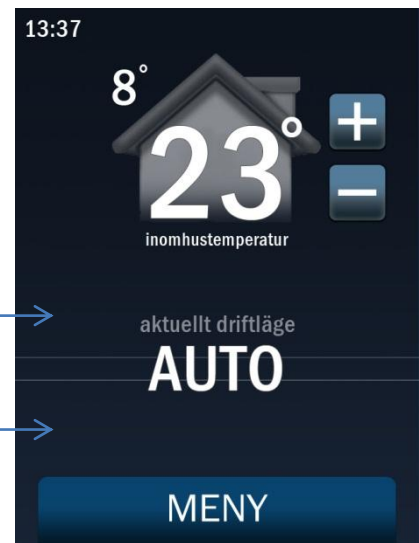 13:37
8°
23°
+
−
inomhustemperatur
aktuellt driftläge
AUTO
MENY